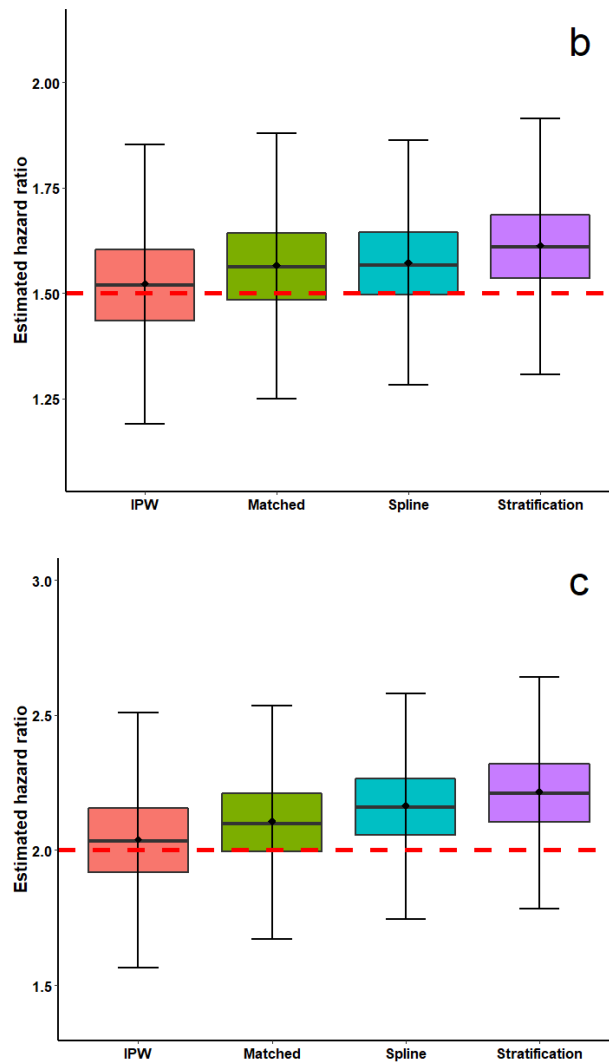 b
Estimated hazard ratio
2.00
1.75
1.50
1.25
IPW Matched Spline Stratification
c
Estimated hazard ratio
3.0
2.5
2.0
1.5
IPW Matched Spline Stratification